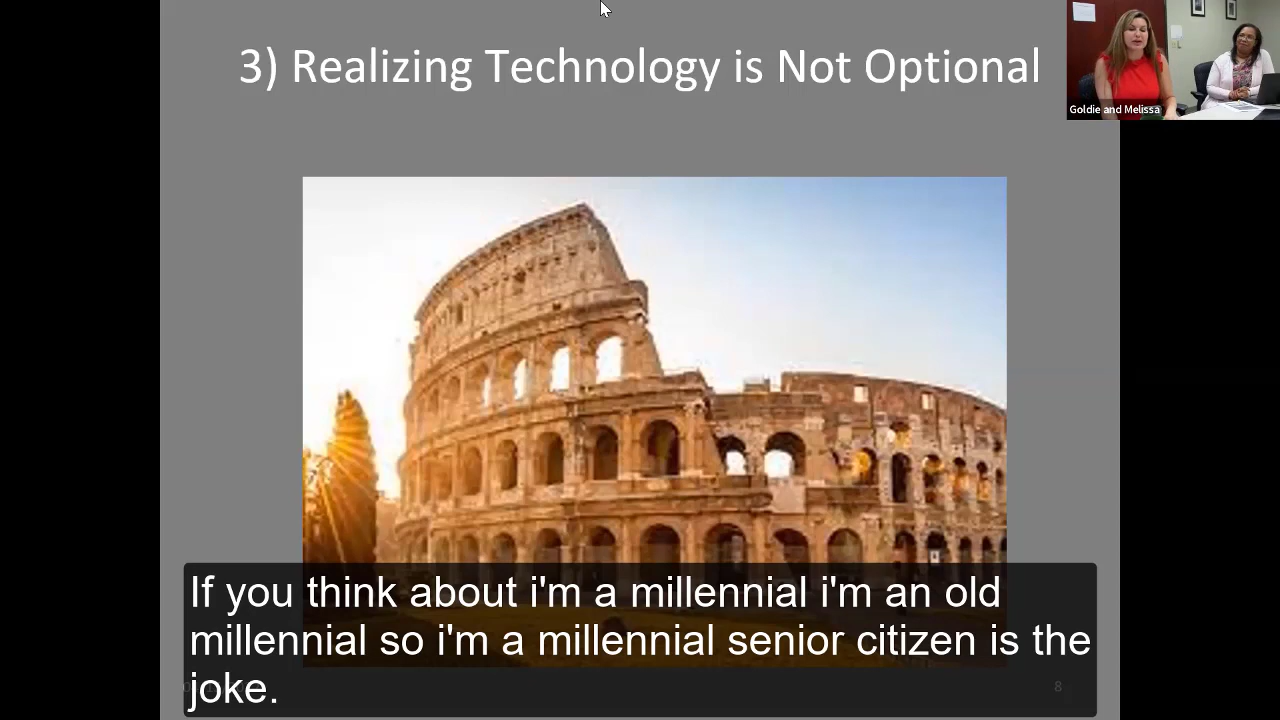 3) Realizing Technology is Not Optional
Goldie and Melissa
If you think about i'm a millennial i'm an old
millennial so i'm a millennial senior citizen is the
joke.
8